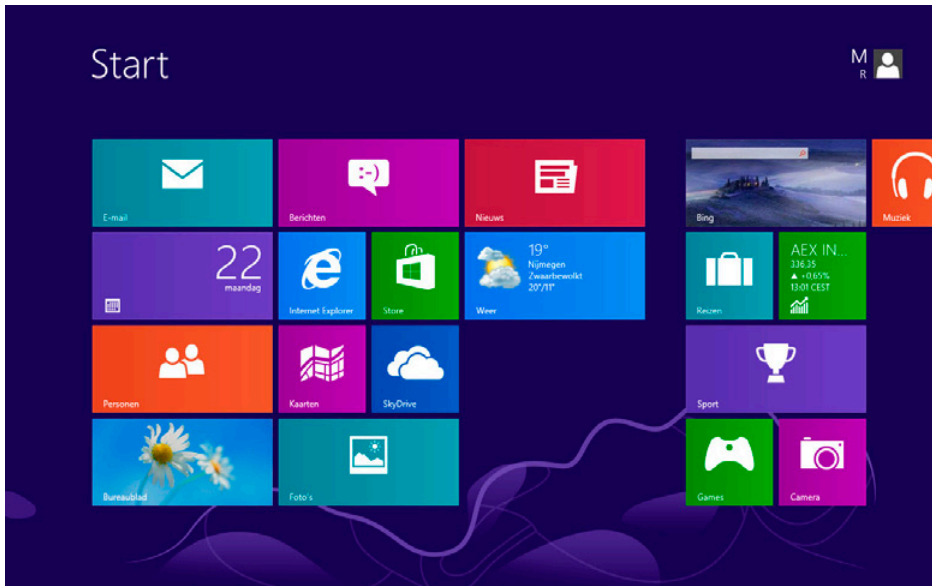 Start
M
R
E-mail
Berichten
Nieuws
Bing
Muziek
22
maandag
Internet Explorer
Store
19°
Nijmegen
Zwaarbewolkt
20°/11°
Weer
Reizen
AEX IN...
336,35
▲ +0,65%
13:01 CEST
Personen
Kaarten
SkyDrive
Sport
Bureaublad
Foto's
Games
Camera